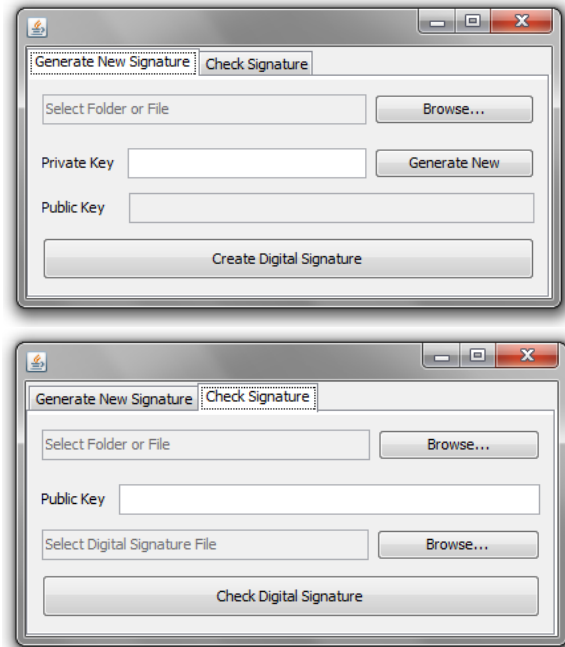 Generate New Signature Check Signature
Select Folder or File Browse...
Private Key Generate New
Public Key
Create Digital Signature
Generate New Signature Check Signature
Select Folder or File Browse...
Public Key
Select Digital Signature File Browse...
Check Digital Signature